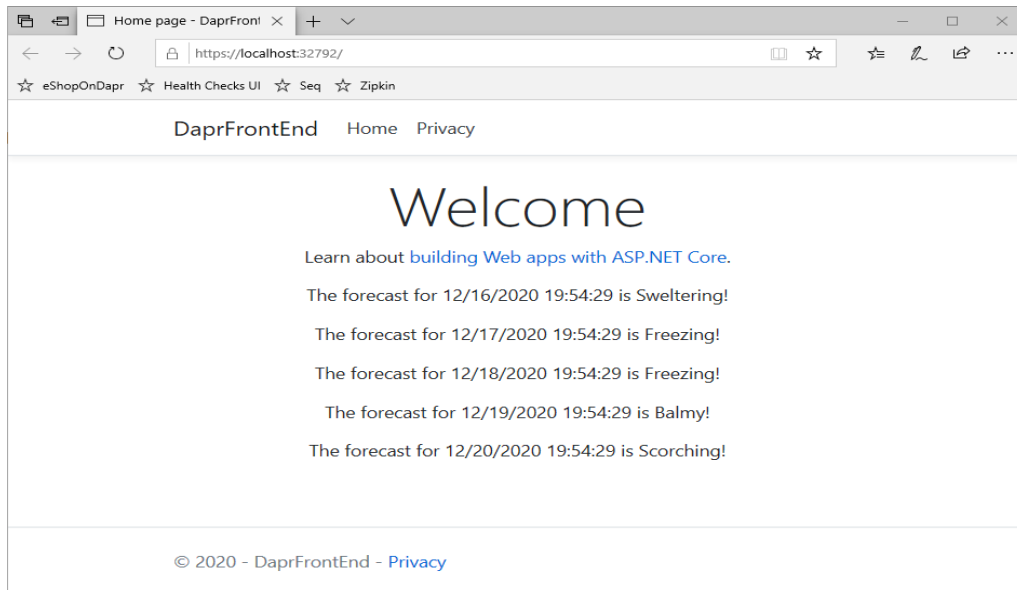 Home page - DaprFront
https://localhost:32792/
eShopOnDapr Health Checks UI Seq Zipkin
DaprFrontEnd Home Privacy
Welcome
Learn about building Web apps with ASP.NET Core.
The forecast for 12/16/2020 19:54:29 is Sweltering!
The forecast for 12/17/2020 19:54:29 is Freezing!
The forecast for 12/18/2020 19:54:29 is Freezing!
The forecast for 12/19/2020 19:54:29 is Balmy!
The forecast for 12/20/2020 19:54:29 is Scorching!
© 2020 - DaprFrontEnd - Privacy